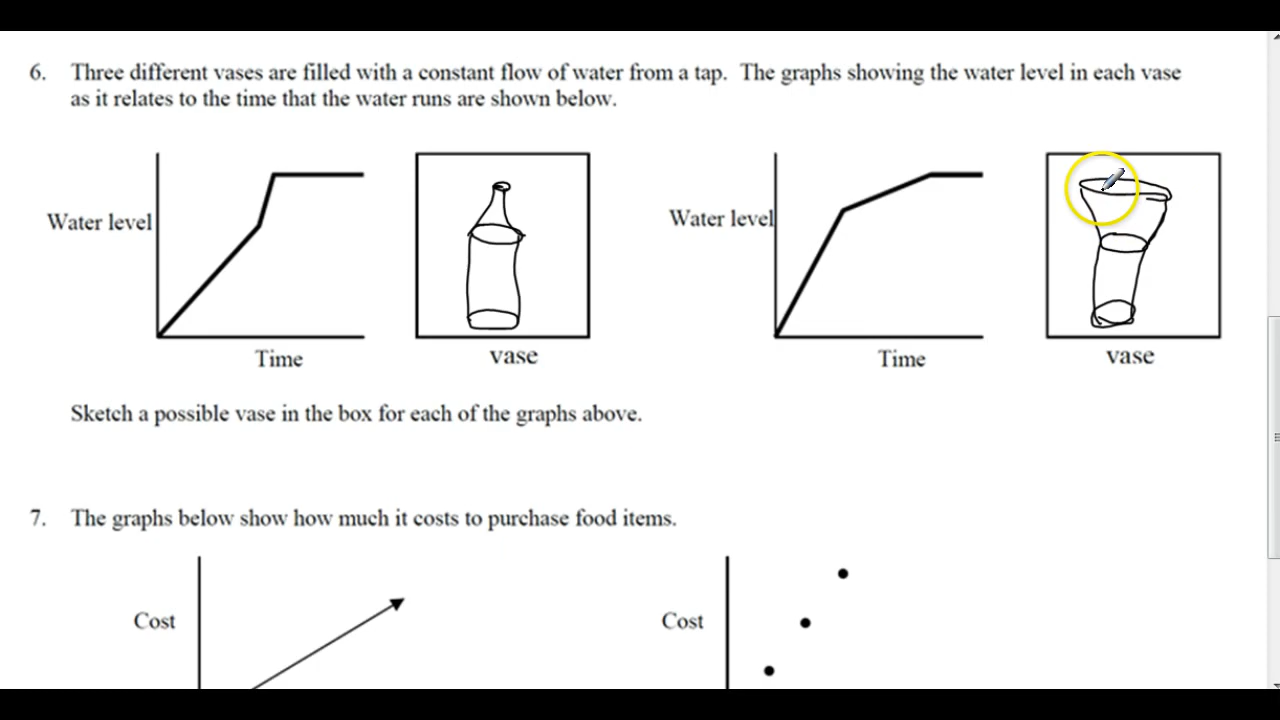 6. Three different vases are filled with a constant flow of water from a tap. The graphs showing the water level in each vase
as it relates to the time that the water runs are shown below.
Water level
Time
vase
Water level
Time
vase
Sketch a possible vase in the box for each of the graphs above.
7. The graphs below show how much it costs to purchase food items.
Cost
Cost